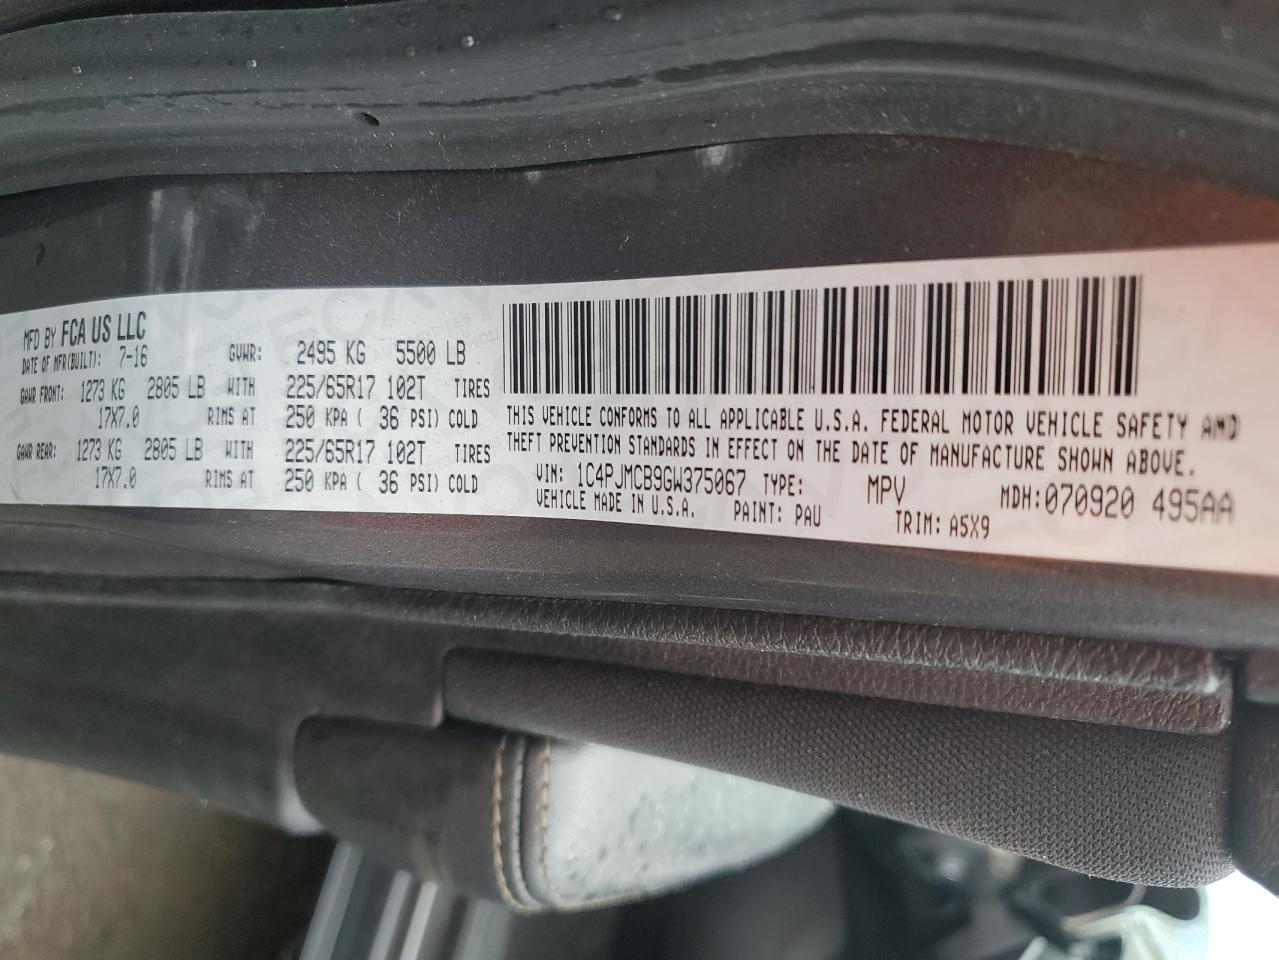 MFD BY FCA US LLC
DATE OF MFR(BUILT): 7-16 GVWR: 2495 KG 5500 LB
GAWR FRONT: 1273 KG 2805 LB WITH 225/65R17 102T TIRES
17X7.0 RIMS AT 250 KPA ( 36 PSI) COLD
GAWR REAR: 1273 KG 2805 LB WITH 225/65R17 102T TIRES
17X7.0 RIMS AT 250 KPA ( 36 PSI) COLD
THIS VEHICLE CONFORMS TO ALL APPLICABLE U.S.A. FEDERAL MOTOR VEHICLE SAFETY AND
THEFT PREVENTION STANDARDS IN EFFECT ON THE DATE OF MANUFACTURE SHOWN ABOVE.
VIN: 1C4PJMCB9GW375067 TYPE: MPV MDH:070920 495AA
VEHICLE MADE IN U.S.A. PAINT: PAU TRIM: A5X9